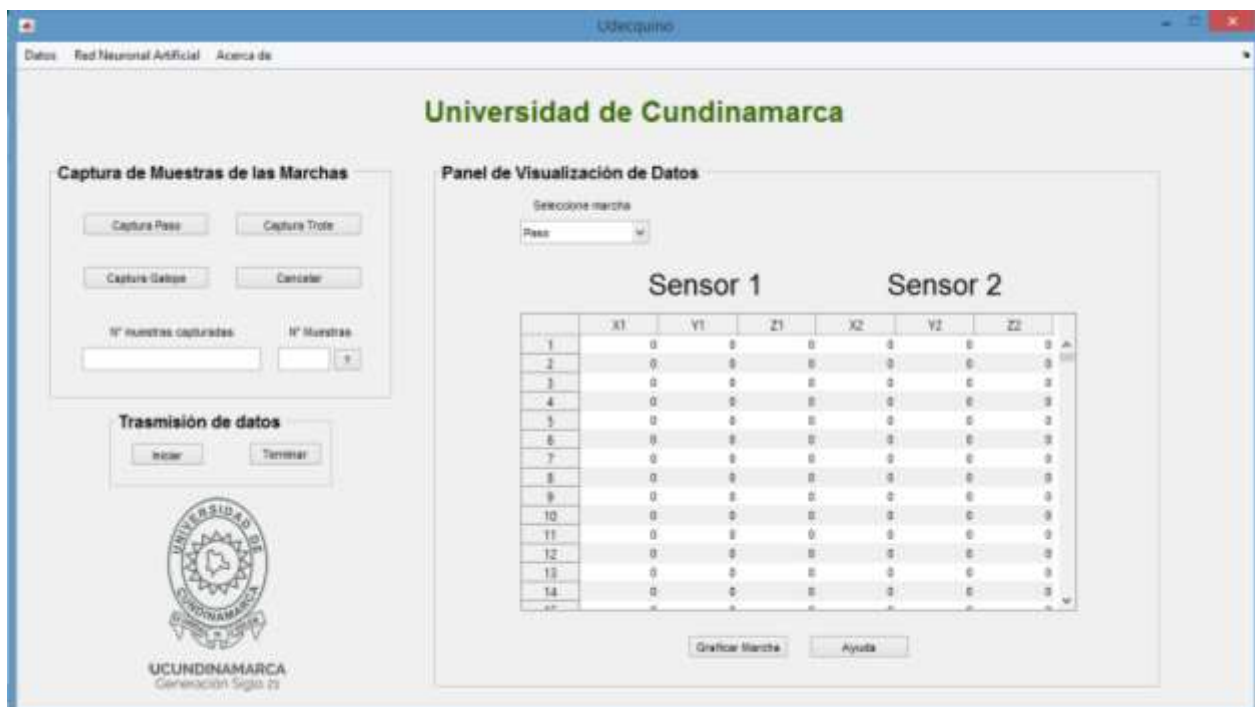 Udecquino
Datos Red Neuronal Artificial Acerca de
Universidad de Cundinamarca
Captura de Muestras de las Marchas
Captura Paso Captura Trote
Captura Galope Cancelar
N° muestras capturadas N° Muestras
Trasmisión de datos
Iniciar Terminar
UNIVERSIDAD DE CUNDINAMARCA
UCUNDINAMARCA
Generación Siglo 21
Panel de Visualización de Datos
Seleccione marcha
Paso
Sensor 1 Sensor 2
X1 Y1 Z1 X2 Y2 Z2
1 0 0 0 0 0 0
2 0 0 0 0 0 0
3 0 0 0 0 0 0
4 0 0 0 0 0 0
5 0 0 0 0 0 0
6 0 0 0 0 0 0
7 0 0 0 0 0 0
8 0 0 0 0 0 0
9 0 0 0 0 0 0
10 0 0 0 0 0 0
11 0 0 0 0 0 0
12 0 0 0 0 0 0
13 0 0 0 0 0 0
14 0 0 0 0 0 0
Graficar Marcha Ayuda